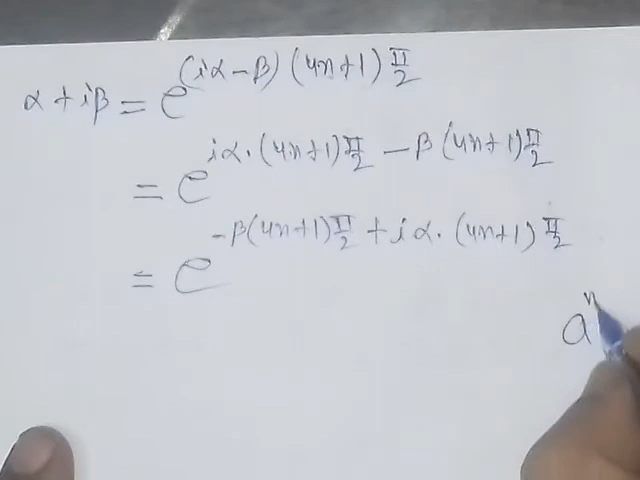 α + iβ = e^{(iα-β)(4n+1)π/2}
= e^{iα·(4n+1)π/2 - β(4n+1)π/2}
= e^{-β(4n+1)π/2 + iα·(4n+1)π/2}
a^n